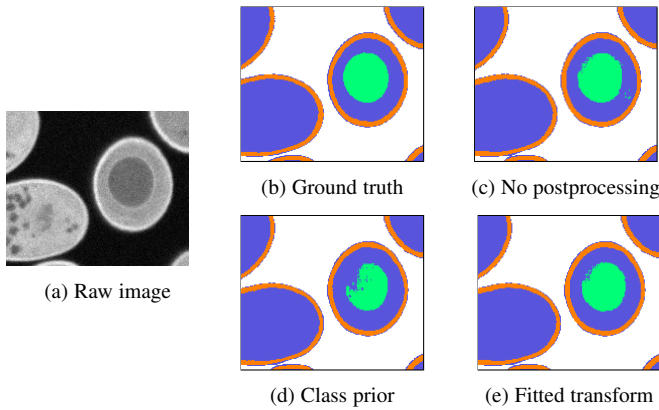 (a) Raw image
(b) Ground truth
(c) No postprocessing
(d) Class prior
(e) Fitted transform